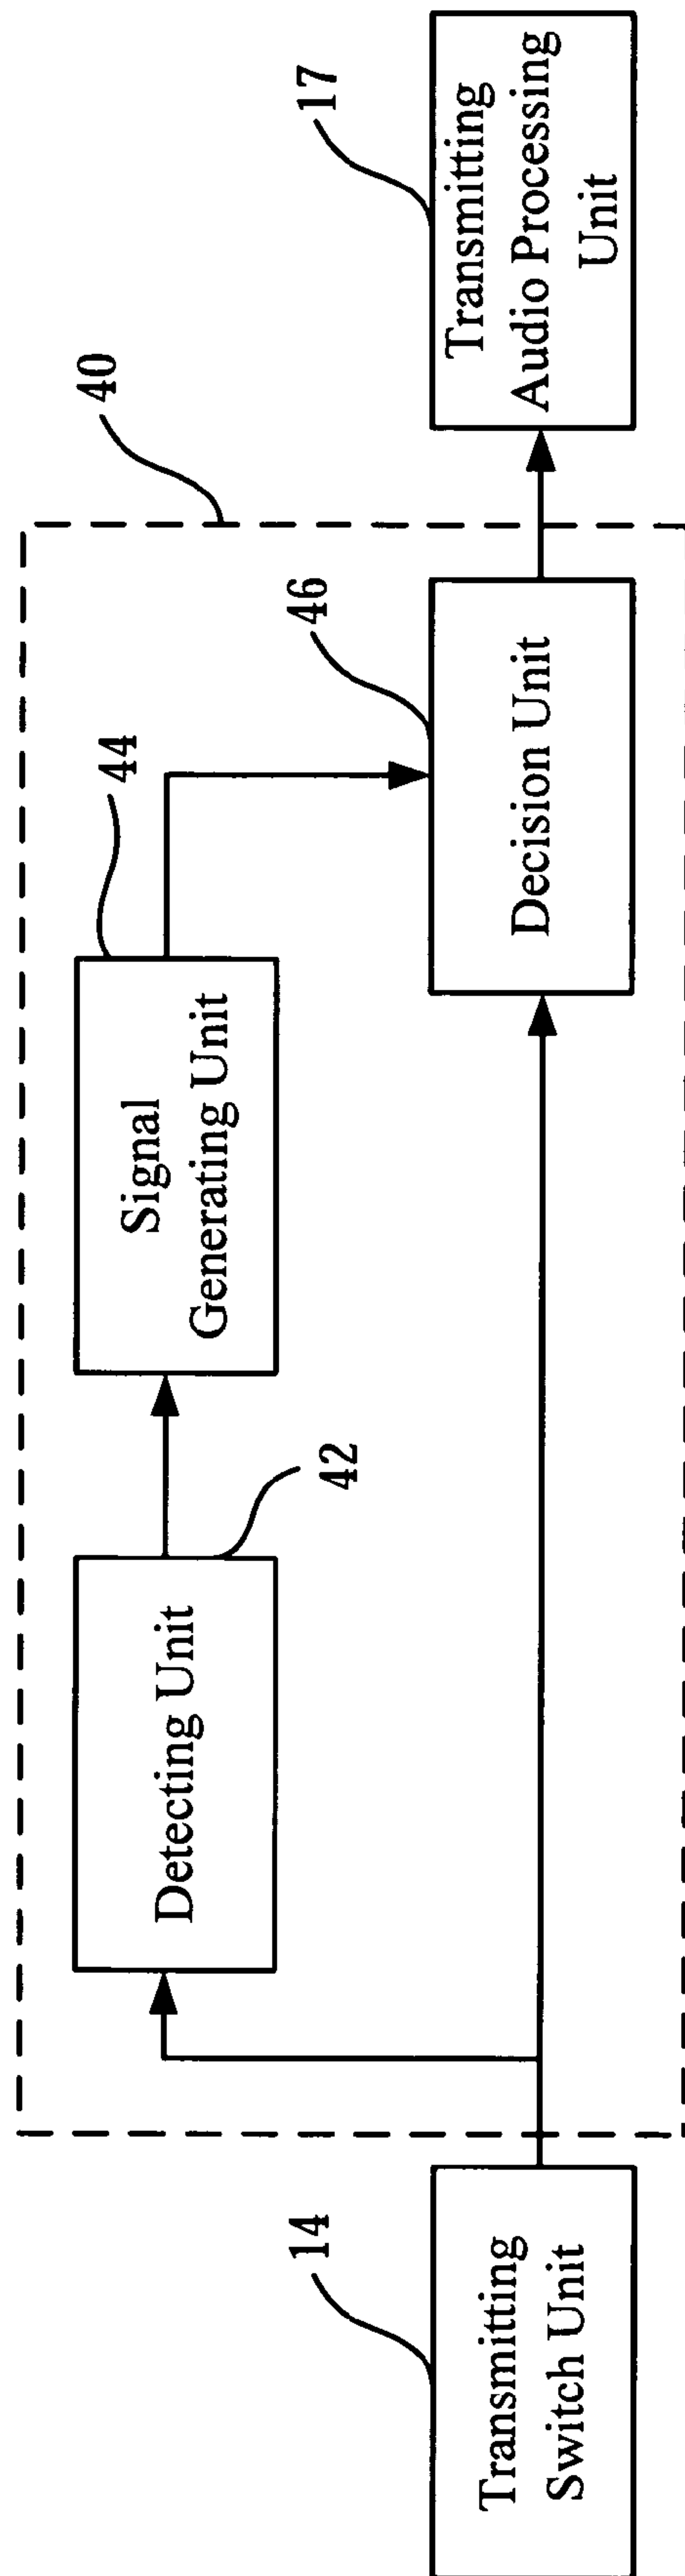 40
44
Signal
Generating Unit
Detecting Unit
42
14
Transmitting
Switch Unit
46
Decision Unit
17
Transmitting
Audio Processing
Unit